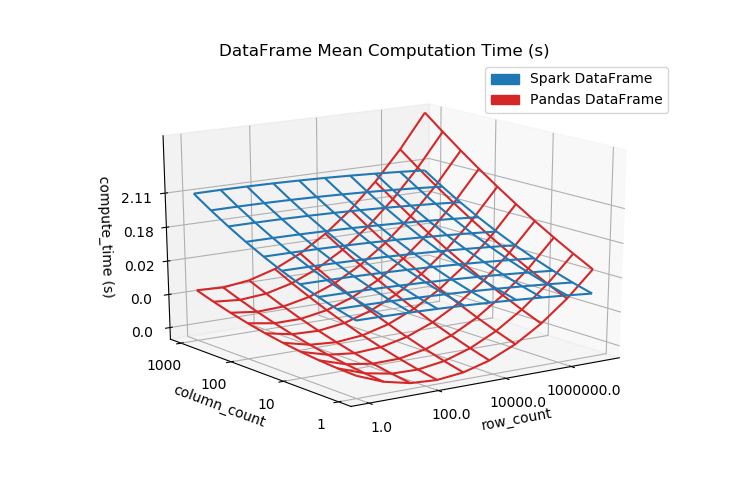 DataFrame Mean Computation Time (s)
Spark DataFrame
Pandas DataFrame
compute_time (s)
2.11
0.18
0.02
0.0
0.0
column_count
1000
100
10
1
row_count
1.0
100.0
10000.0
1000000.0